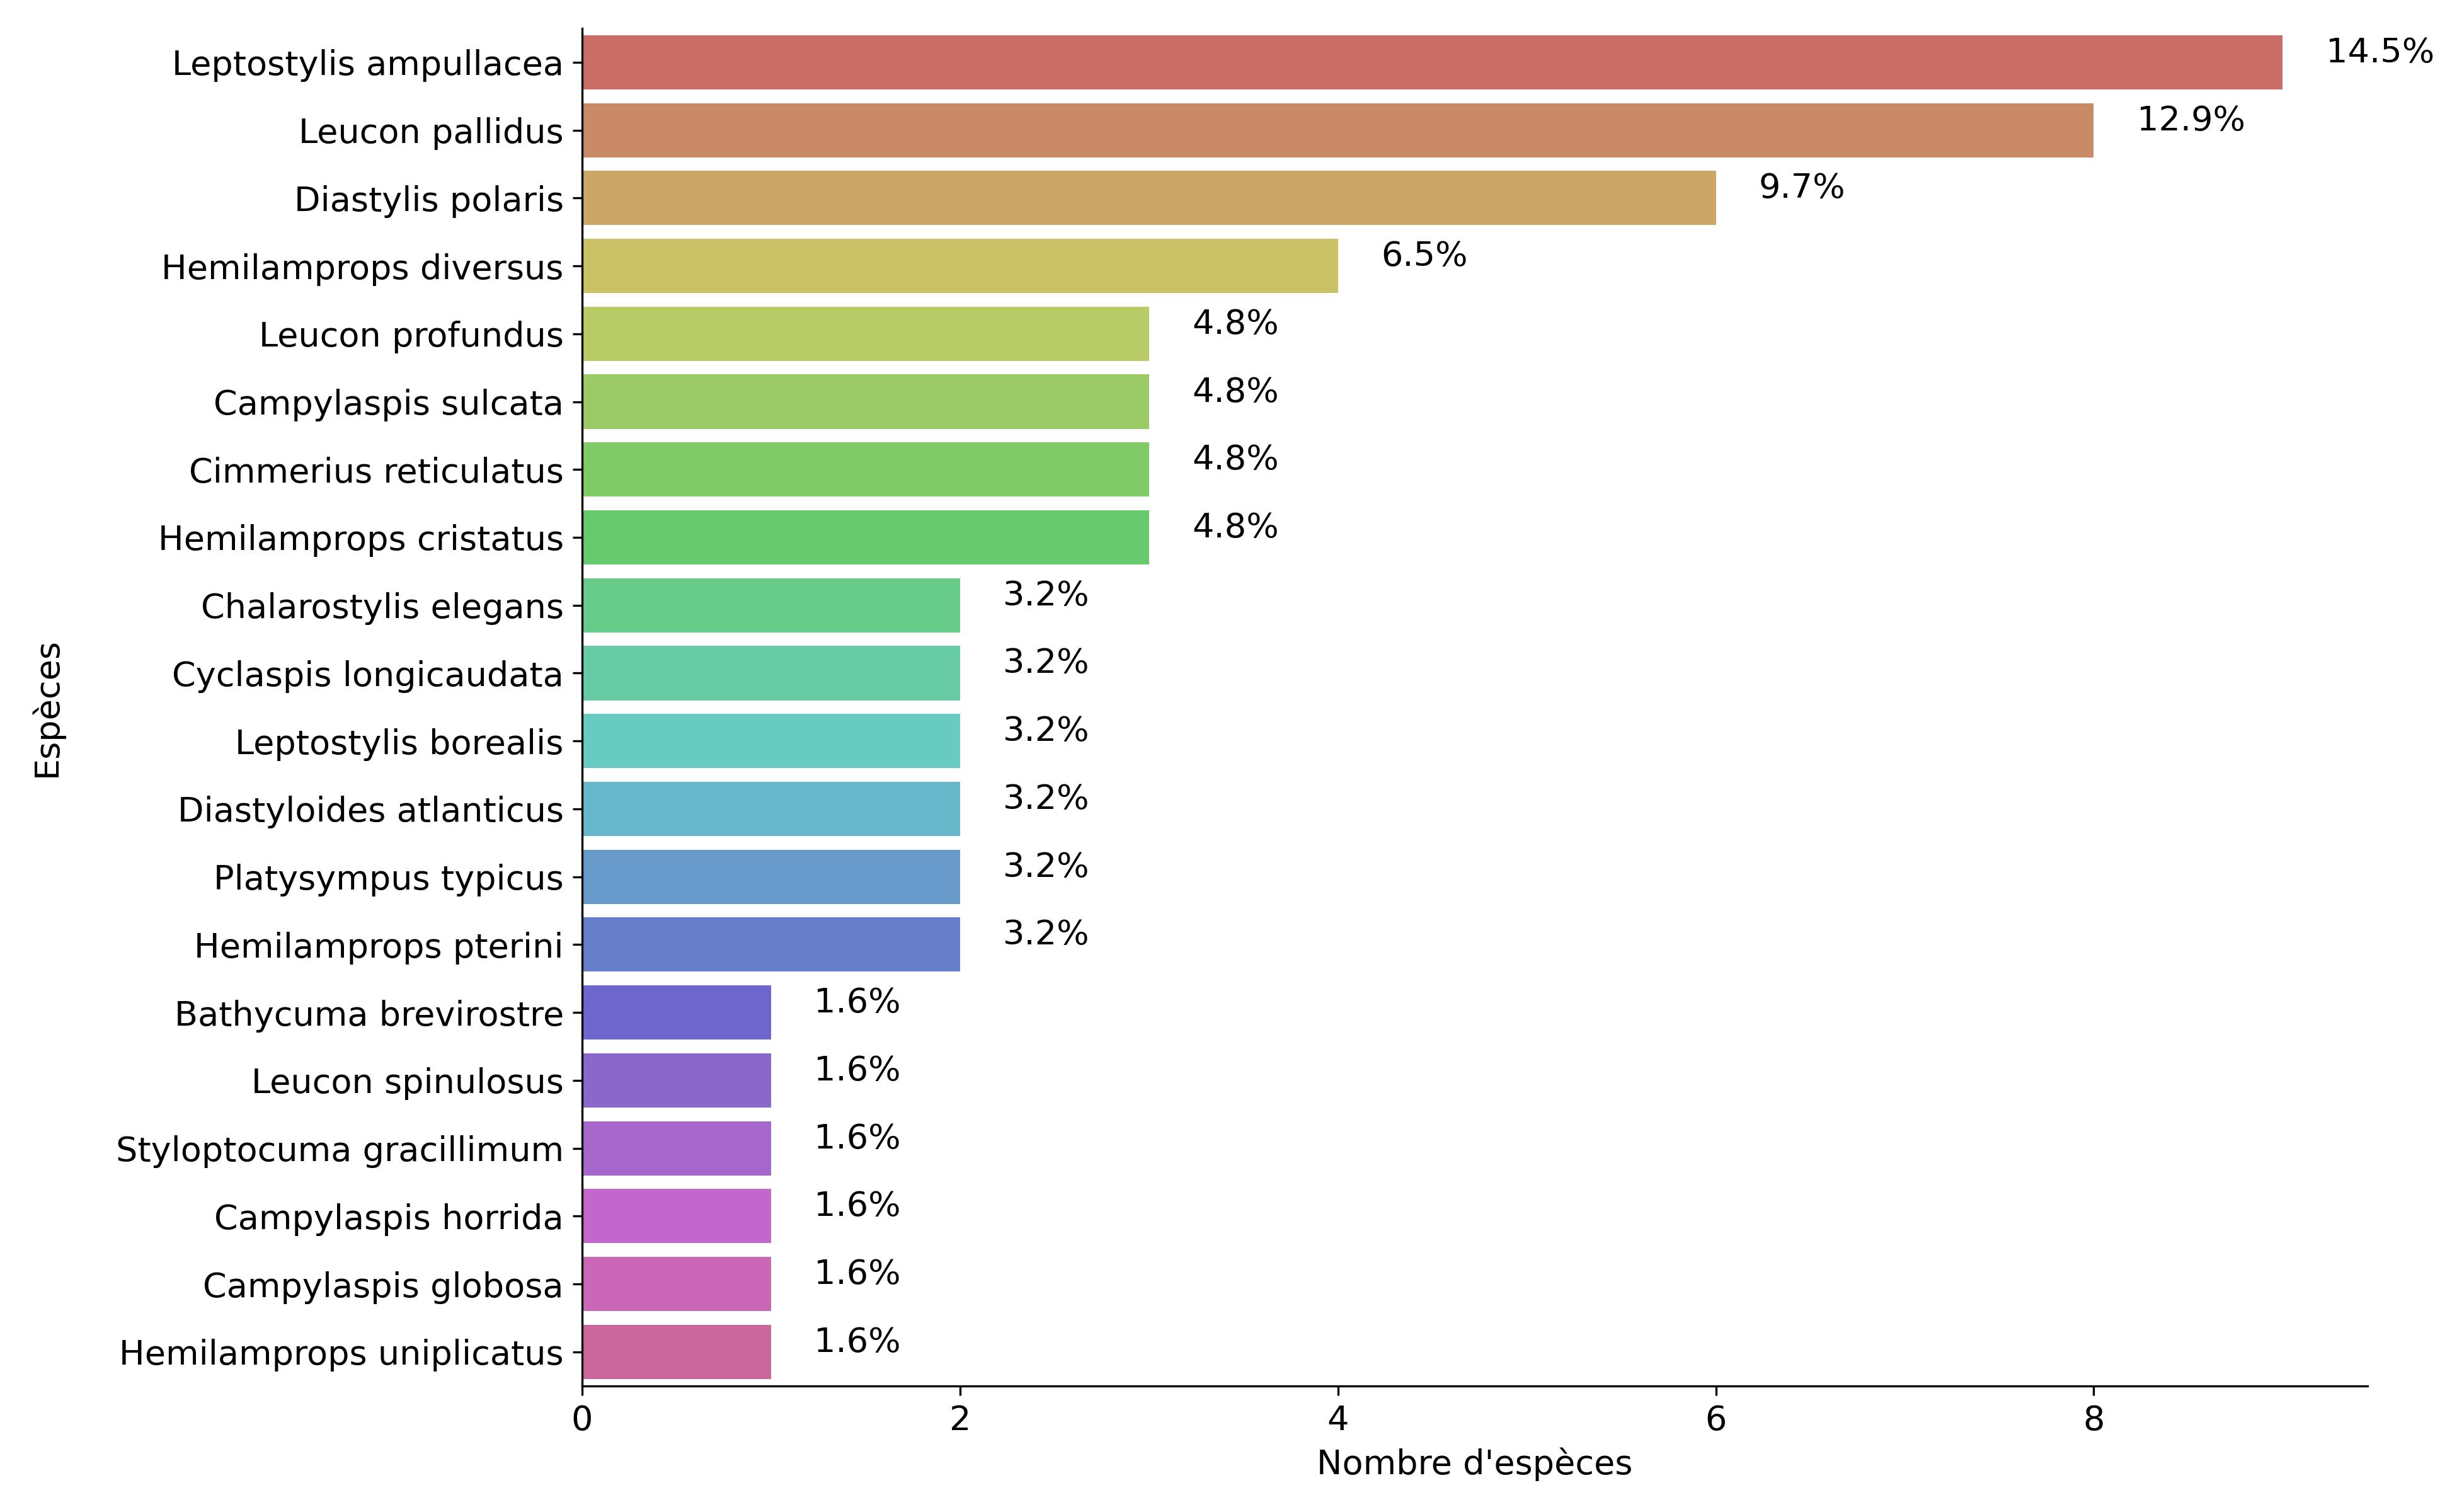 Leptostylis ampullacea 14.5%
Leucon pallidus 12.9%
Diastylis polaris 9.7%
Hemilamprops diversus 6.5%
Leucon profundus 4.8%
Campylaspis sulcata 4.8%
Cimmerius reticulatus 4.8%
Hemilamprops cristatus 4.8%
Chalarostylis elegans 3.2%
Cyclaspis longicaudata 3.2%
Leptostylis borealis 3.2%
Diastyloides atlanticus 3.2%
Platysympus typicus 3.2%
Hemilamprops pterini 3.2%
Bathycuma brevirostre 1.6%
Leucon spinulosus 1.6%
Styloptocuma gracillimum 1.6%
Campylaspis horrida 1.6%
Campylaspis globosa 1.6%
Hemilamprops uniplicatus 1.6%
Espèces
0 2 4 6 8
Nombre d'espèces